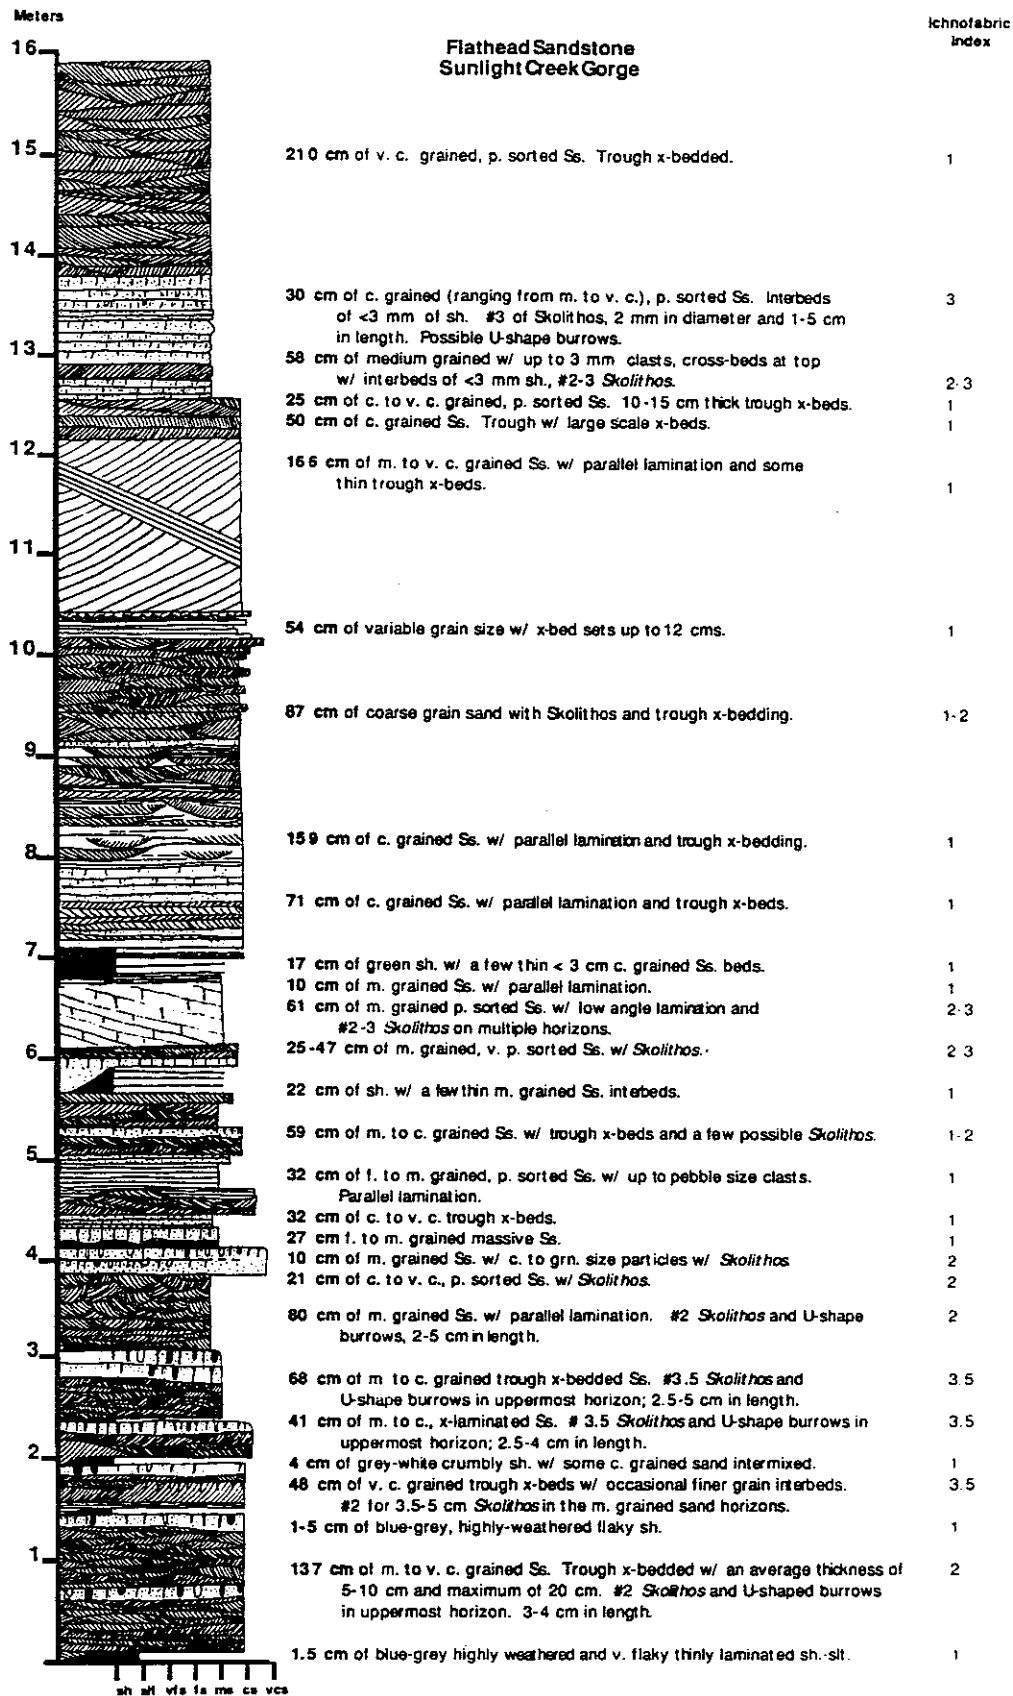 Meters
Ichnofabric
Index
Flathead Sandstone
Sunlight Creek Gorge
16
15
14
13
12
11
10
9
8
7
6
5
4
3
2
1
210 cm of v. c. grained, p. sorted Ss. Trough x-bedded. 1
30 cm of c. grained (ranging from m. to v. c.), p. sorted Ss. Interbeds 3
of <3 mm of sh. #3 of Skolithos, 2 mm in diameter and 1-5 cm
in length. Possible U-shape burrows.
58 cm of medium grained w/ up to 3 mm clasts, cross-beds at top
w/ interbeds of <3 mm sh., #2-3 Skolithos. 2-3
25 cm of c. to v. c. grained, p. sorted Ss. 10-15 cm thick trough x-beds. 1
50 cm of c. grained Ss. Trough w/ large scale x-beds. 1
166 cm of m. to v. c. grained Ss. w/ parallel lamination and some
thin trough x-beds. 1
54 cm of variable grain size w/ x-bed sets up to 12 cms. 1
87 cm of coarse grain sand with Skolithos and trough x-bedding. 1-2
159 cm of c. grained Ss. w/ parallel lamination and trough x-bedding. 1
71 cm of c. grained Ss. w/ parallel lamination and trough x-beds. 1
17 cm of green sh. w/ a few thin < 3 cm c. grained Ss. beds. 1
10 cm of m. grained Ss. w/ parallel lamination. 1
61 cm of m. grained p. sorted Ss. w/ low angle lamination and 2-3
#2-3 Skolithos on multiple horizons.
25-47 cm of m. grained, v. p. sorted Ss. w/ Skolithos. 2 3
22 cm of sh. w/ a few thin m. grained Ss. interbeds. 1
59 cm of m. to c. grained Ss. w/ trough x-beds and a few possible Skolithos. 1-2
32 cm of f. to m. grained, p. sorted Ss. w/ up to pebble size clasts. 1
Parallel lamination.
32 cm of c. to v. c. trough x-beds. 1
27 cm f. to m. grained massive Ss. 1
10 cm of m. grained Ss. w/ c. to grn. size particles w/ Skolithos 2
21 cm of c. to v. c., p. sorted Ss. w/ Skolithos. 2
80 cm of m. grained Ss. w/ parallel lamination. #2 Skolithos and U-shape 2
burrows, 2-5 cm in length.
68 cm of m to c. grained trough x-bedded Ss. #3.5 Skolithos and 3.5
U-shape burrows in uppermost horizon; 2.5-5 cm in length.
41 cm of m. to c., x-laminated Ss. # 3.5 Skolithos and U-shape burrows in 3.5
uppermost horizon; 2.5-4 cm in length.
4 cm of grey-white crumbly sh. w/ some c. grained sand intermixed. 1
48 cm of v. c. grained trough x-beds w/ occasional finer grain interbeds. 3.5
#2 for 3.5-5 cm Skolithos in the m. grained sand horizons.
1-5 cm of blue-grey, highly-weathered flaky sh. 1
137 cm of m. to v. c. grained Ss. Trough x-bedded w/ an average thickness of 2
5-10 cm and maximum of 20 cm. #2 Skolithos and U-shaped burrows
in uppermost horizon. 3-4 cm in length.
1.5 cm of blue-grey highly weathered and v. flaky thinly laminated sh.-slt. 1
sh slt vfs fs ms cs vcs